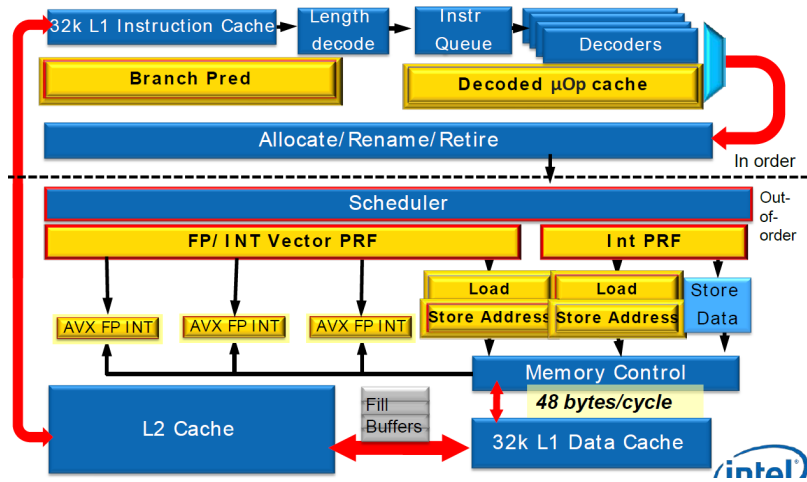 32k L1 Instruction Cache
Length
decode
Instr
Queue
Decoders
Branch Pred
Decoded µOp cache
Allocate/Rename/Retire
In order
Scheduler
Out-
of-
order
FP/ INT Vector PRF
Int PRF
Load
Store Address
Load
Store Address
Store
Data
AVX FP INT
AVX FP INT
AVX FP INT
Memory Control
48 bytes/cycle
L2 Cache
Fill
Buffers
32k L1 Data Cache
(intel)